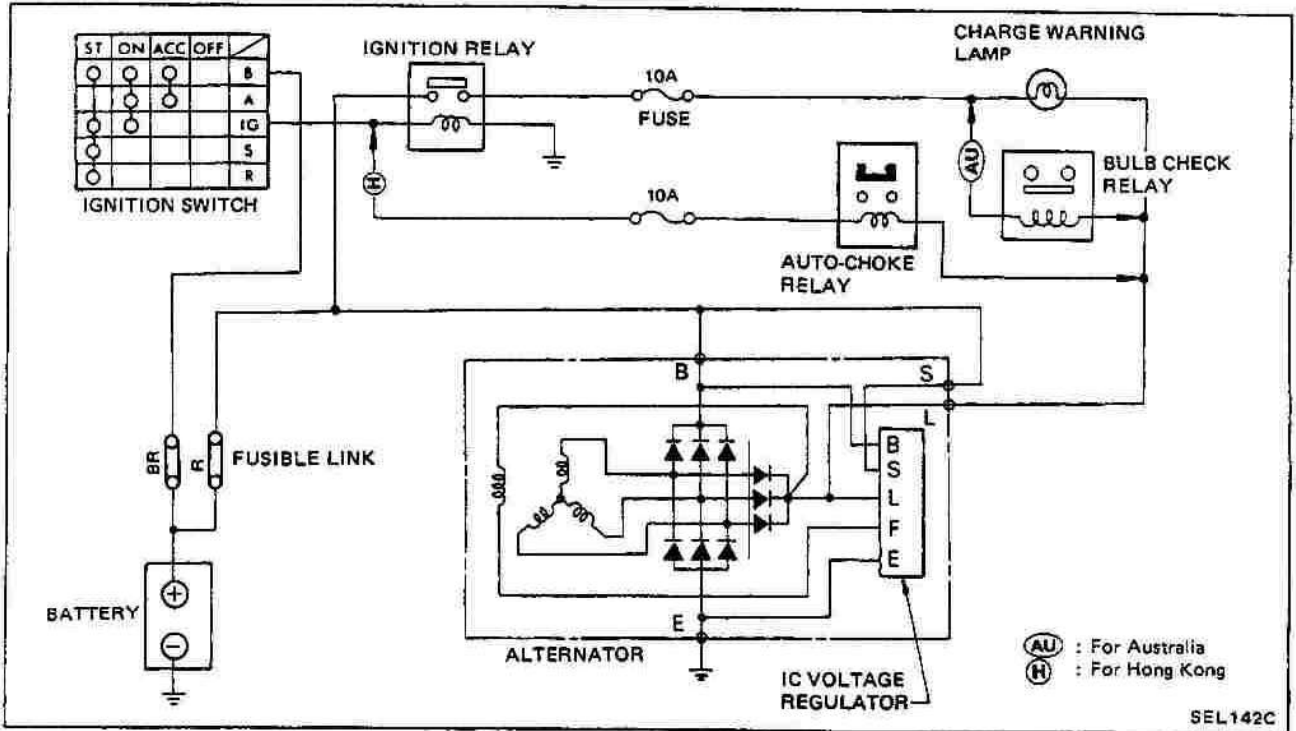 ST ON ACC OFF
B
A
IG
S
R
IGNITION SWITCH
IGNITION RELAY
10A
FUSE
CHARGE WARNING
LAMP
H
10A
AUTO-CHOKE
RELAY
AU
BULB CHECK
RELAY
BR
R
FUSIBLE LINK
BATTERY
+
−
B
S
L
B
S
L
F
E
E
ALTERNATOR
IC VOLTAGE
REGULATOR
AU : For Australia
H : For Hong Kong
SEL142C